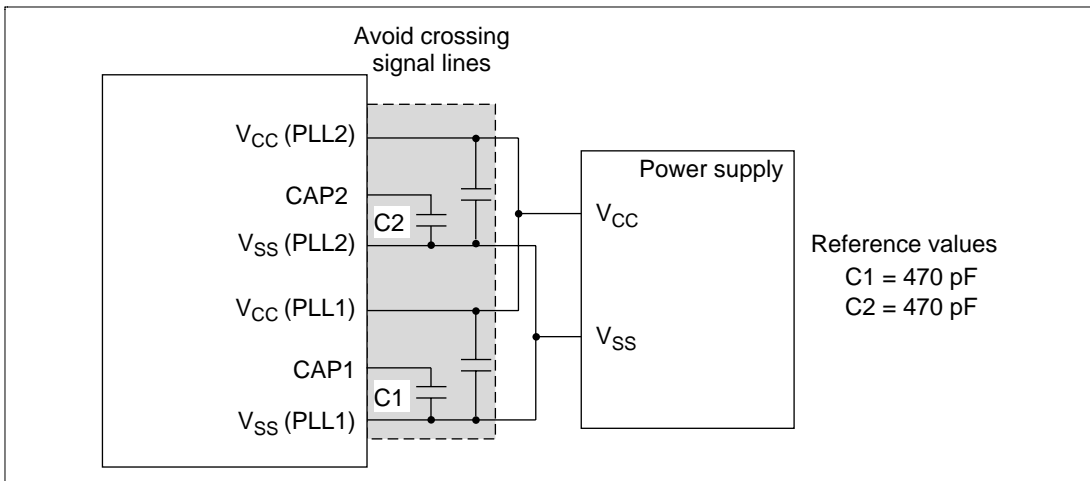 Avoid crossing
signal lines
VCC (PLL2)
CAP2
C2
VSS (PLL2)
VCC (PLL1)
CAP1
C1
VSS (PLL1)
Power supply
VCC
VSS
Reference values
C1 = 470 pF
C2 = 470 pF